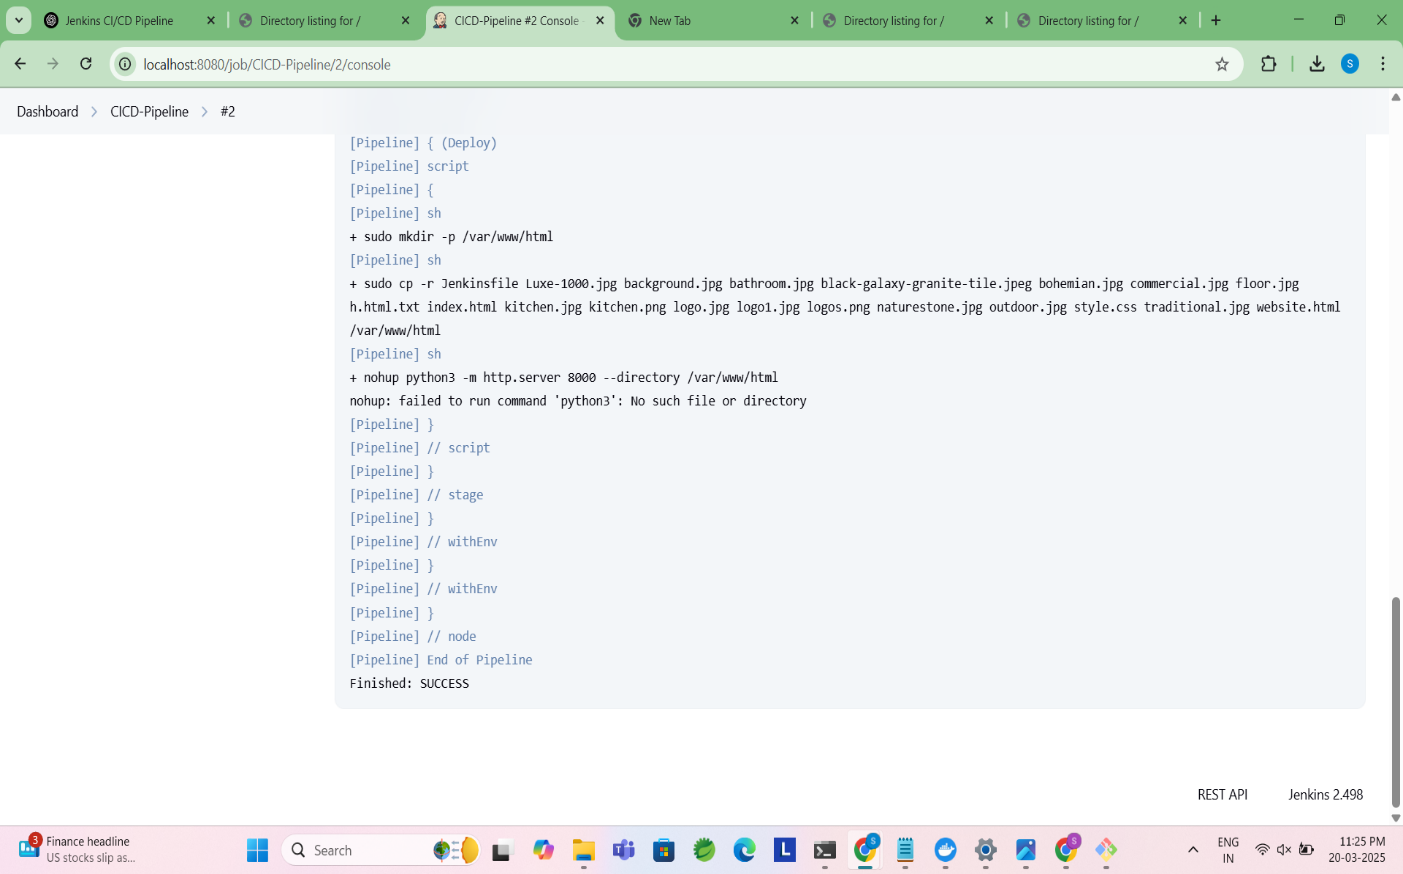 Jenkins CI/CD Pipeline
Directory listing for /
CICD-Pipeline #2 Console
New Tab
Directory listing for /
Directory listing for /
localhost:8080/job/CICD-Pipeline/2/console
S
Dashboard > CICD-Pipeline > #2
[Pipeline] { (Deploy)
[Pipeline] script
[Pipeline] {
[Pipeline] sh
+ sudo mkdir -p /var/www/html
[Pipeline] sh
+ sudo cp -r Jenkinsfile Luxe-1000.jpg background.jpg bathroom.jpg black-galaxy-granite-tile.jpeg bohemian.jpg commercial.jpg floor.jpg
h.html.txt index.html kitchen.jpg kitchen.png logo.jpg logo1.jpg logos.png naturestone.jpg outdoor.jpg style.css traditional.jpg website.html
/var/www/html
[Pipeline] sh
+ nohup python3 -m http.server 8000 --directory /var/www/html
nohup: failed to run command 'python3': No such file or directory
[Pipeline] }
[Pipeline] // script
[Pipeline] }
[Pipeline] // stage
[Pipeline] }
[Pipeline] // withEnv
[Pipeline] }
[Pipeline] // withEnv
[Pipeline] }
[Pipeline] // node
[Pipeline] End of Pipeline
Finished: SUCCESS
REST API
Jenkins 2.498
3
Finance headline
US stocks slip as...
Search
L
S
S
ENG
IN
11:25 PM
20-03-2025